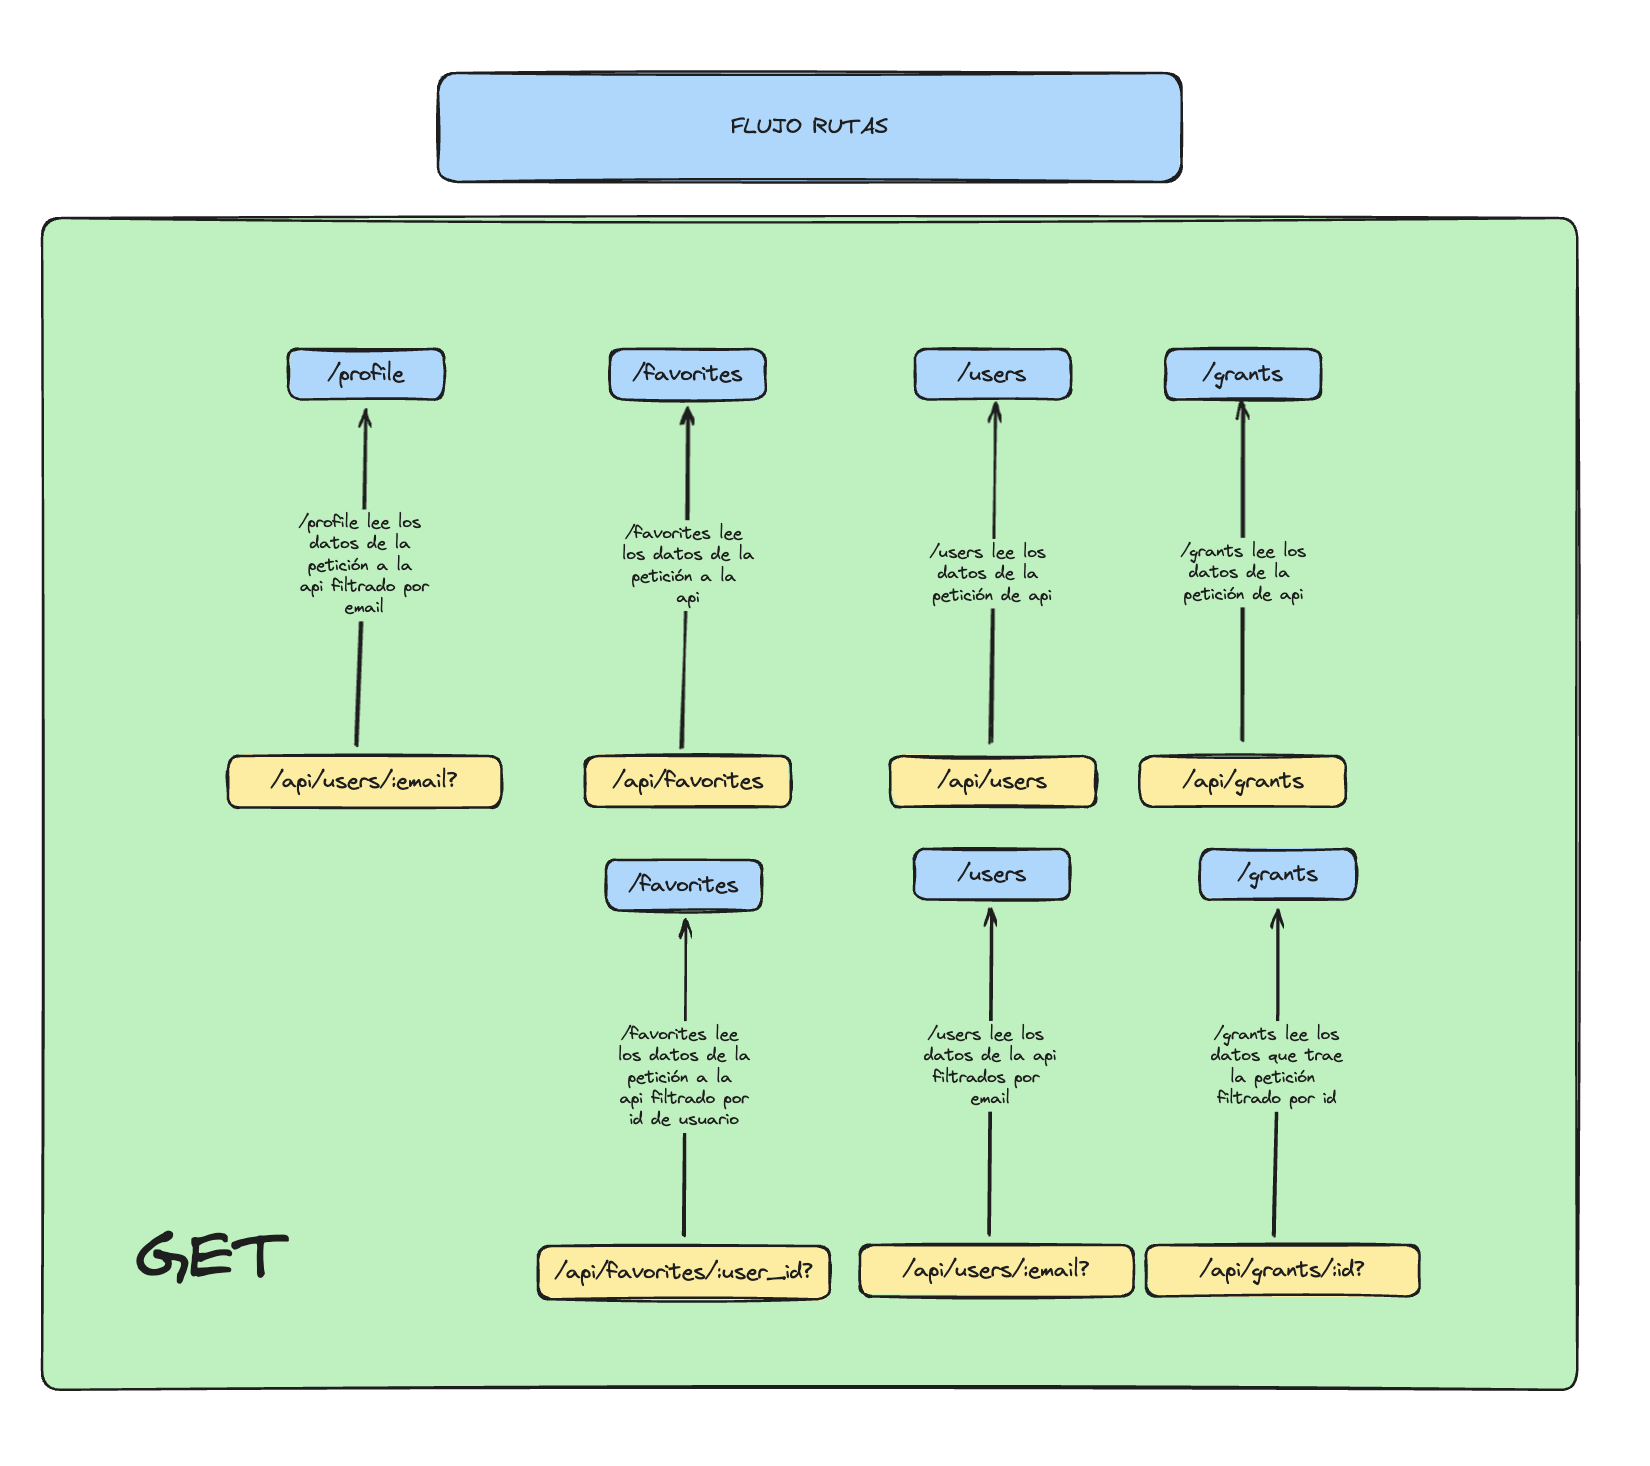 FLUJO RUTAS
/profile
/favorites
/users
/grants
/profile lee los
datos de la
petición a la
api filtrado por
email
/favorites lee
los datos de la
petición a la
api
/users lee los
datos de la
petición de api
/grants lee los
datos de la
petición de api
/api/users/:email?
/api/favorites
/api/users
/api/grants
/favorites
/users
/grants
/favorites lee
los datos de la
petición a la
api filtrado por
id de usuario
/users lee los
datos de la api
filtrados por
email
/grants lee los
datos que trae
la petición
filtrado por id
GET
/api/favorites/:user_id?
/api/users/:email?
/api/grants/:id?